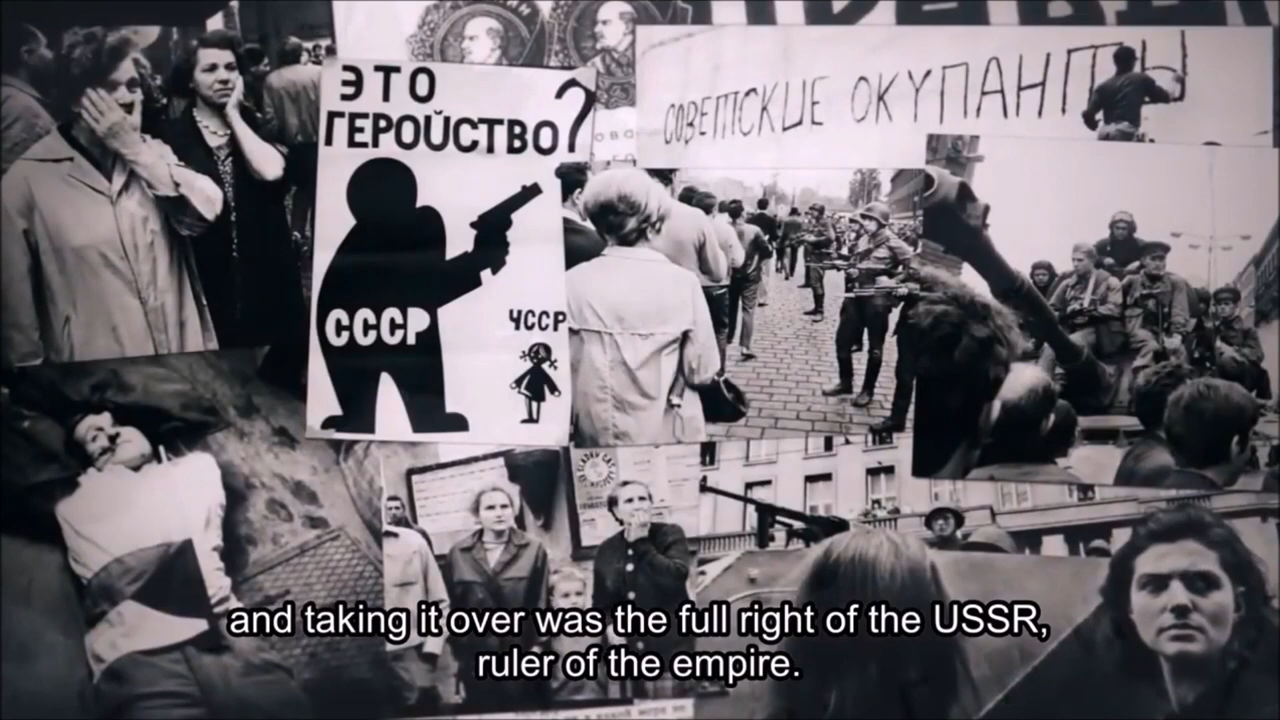 ЭТО
ГЕРОЙСТВО?
СССР
ЧССР
СОВЕТСКИЕ ОКУПАНТЫ
and taking it over was the full right of the USSR,
ruler of the empire.